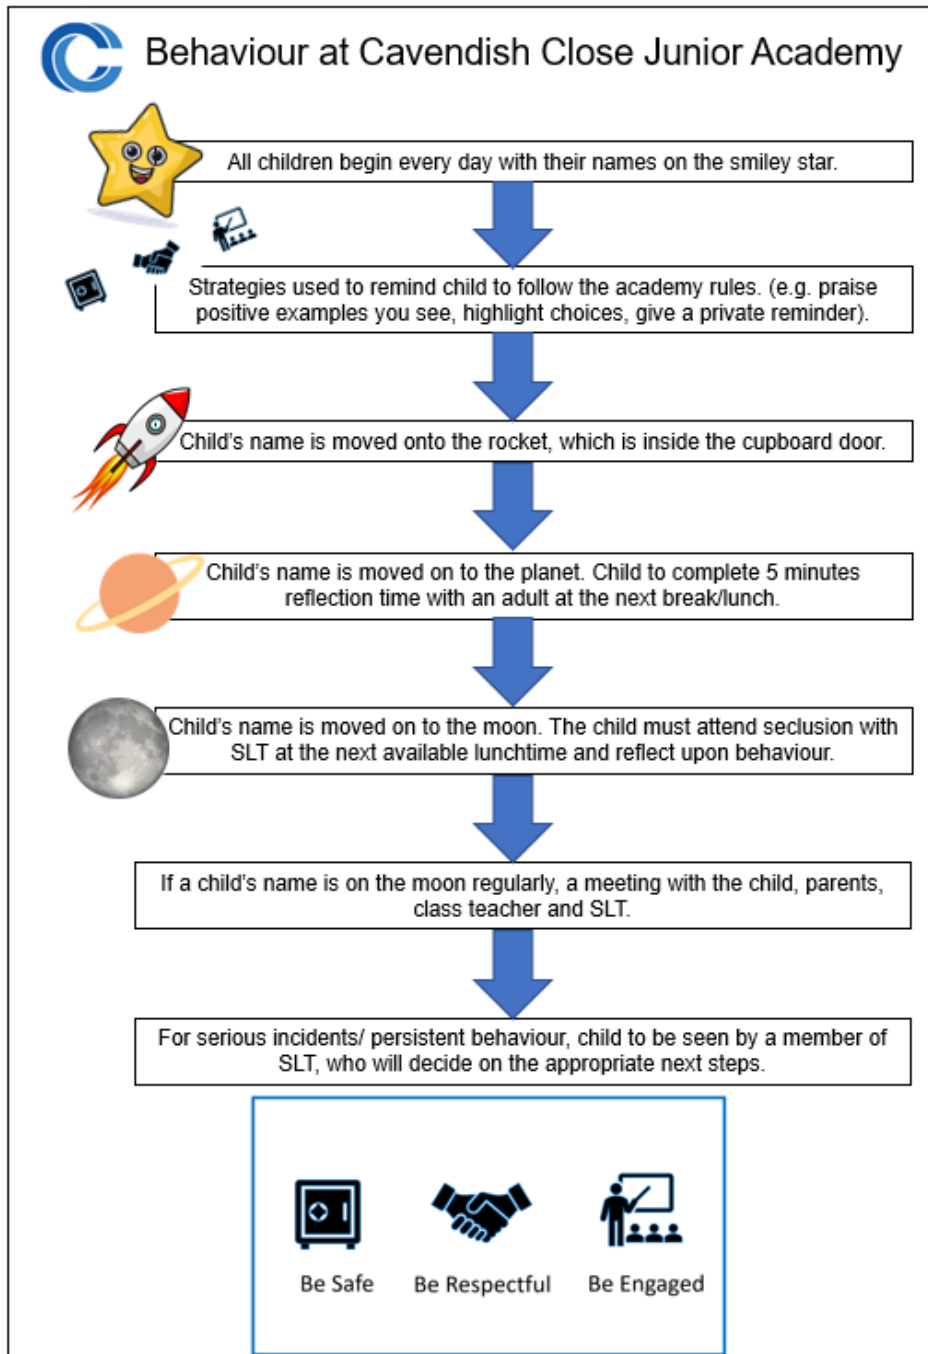 Behaviour at Cavendish Close Junior Academy
All children begin every day with their names on the smiley star.
Strategies used to remind child to follow the academy rules. (e.g. praise
positive examples you see, highlight choices, give a private reminder).
Child's name is moved onto the rocket, which is inside the cupboard door.
Child's name is moved on to the planet. Child to complete 5 minutes
reflection time with an adult at the next break/lunch.
Child's name is moved on to the moon. The child must attend seclusion with
SLT at the next available lunchtime and reflect upon behaviour.
If a child's name is on the moon regularly, a meeting with the child, parents,
class teacher and SLT.
For serious incidents/ persistent behaviour, child to be seen by a member of
SLT, who will decide on the appropriate next steps.
Be Safe Be Respectful Be Engaged